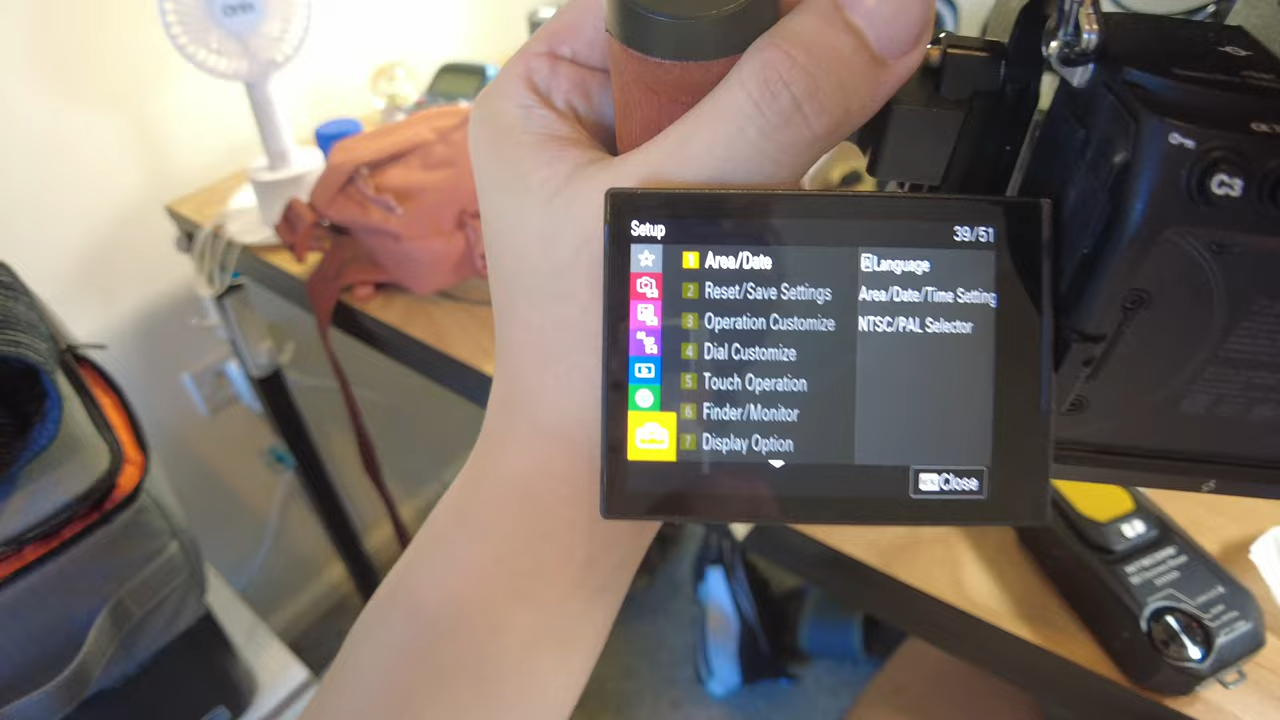 Setup
39/51
1 Area/Date
2 Reset/Save Settings
3 Operation Customize
4 Dial Customize
5 Touch Operation
6 Finder/Monitor
7 Display Option
Language
Area/Date/Time Setting
NTSC/PAL Selector
Close
C3